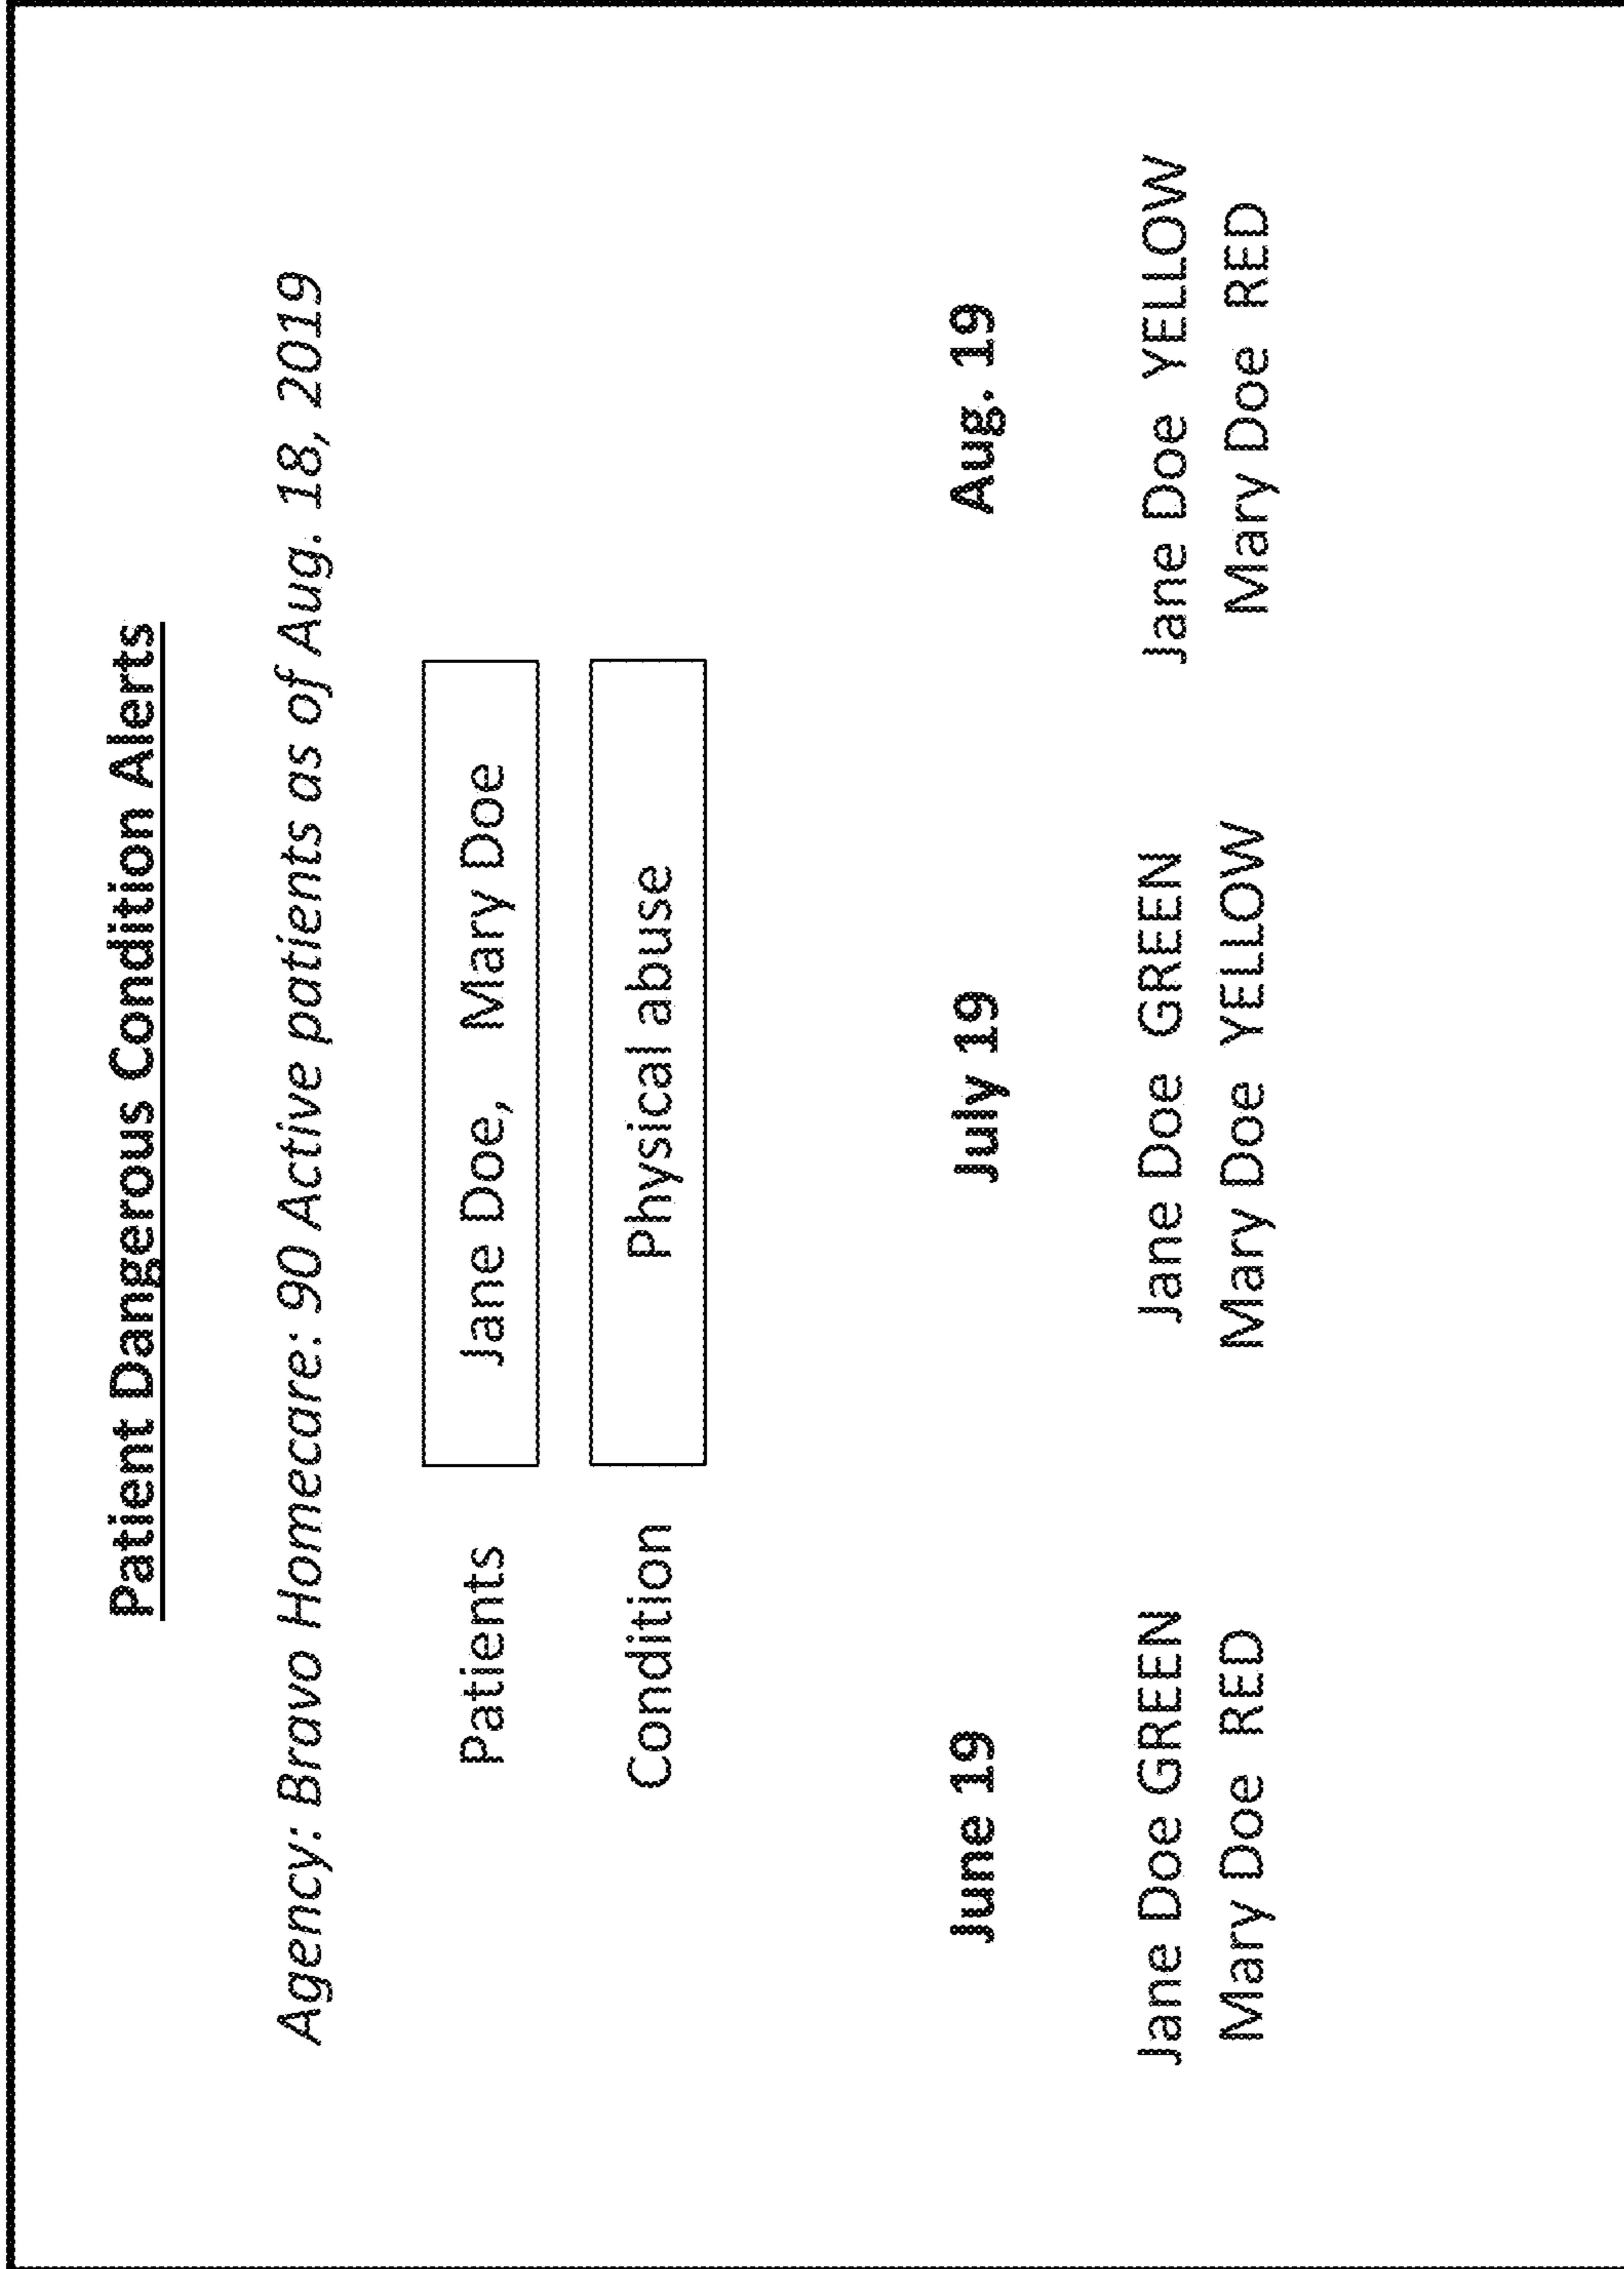 Patient Dangerous Condition Alerts
Agency: Bravo Homecare: 90 Active patients as of Aug. 18, 2019
Patients Jane Doe, Mary Doe
Condition Physical abuse
June 19 July 19 Aug. 19
Jane Doe GREEN Jane Doe GREEN Jane Doe YELLOW
Mary Doe RED Mary Doe YELLOW Mary Doe RED